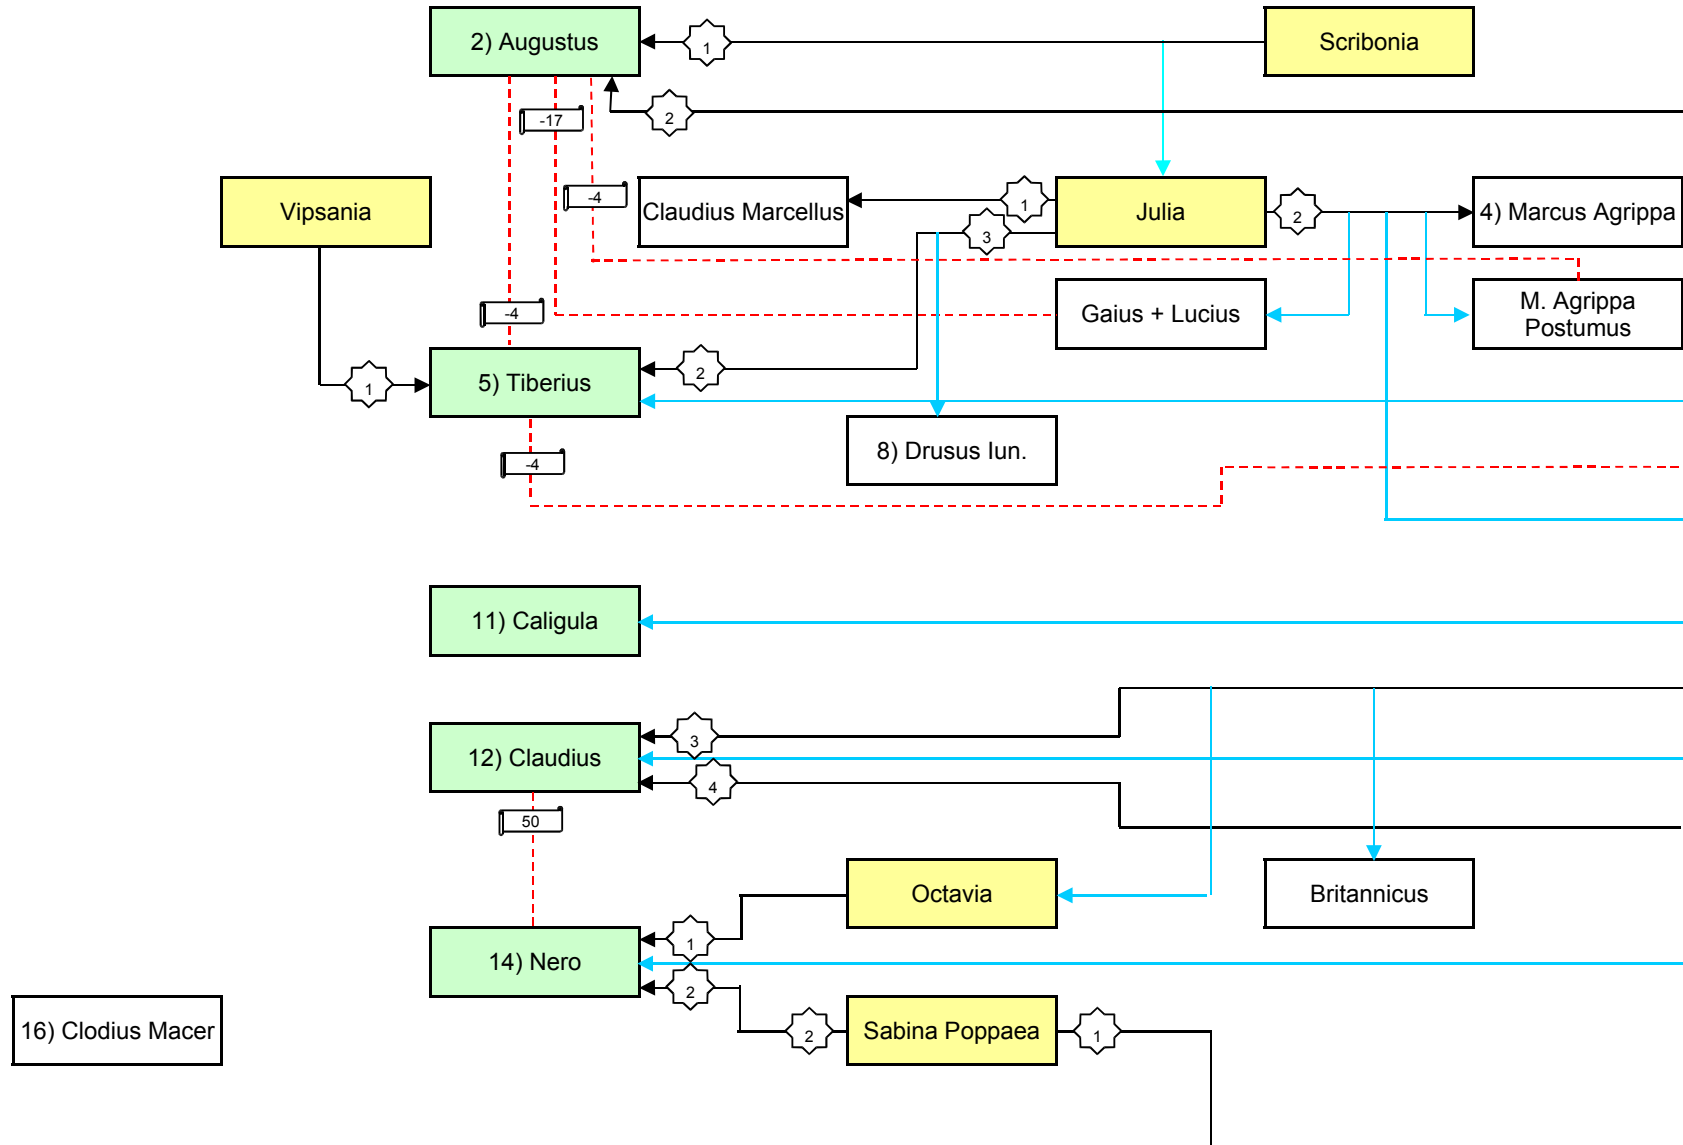 2) Augustus
1
Scribonia
-17
2
Vipsania
-4
Claudius Marcellus
1
Julia
2
4) Marcus Agrippa
3
-4
Gaius + Lucius
M. Agrippa
Postumus
1
5) Tiberius
2
-4
8) Drusus Iun.
11) Caligula
12) Claudius
3
4
50
Octavia
Britannicus
14) Nero
1
2
16) Clodius Macer
2
Sabina Poppaea
1